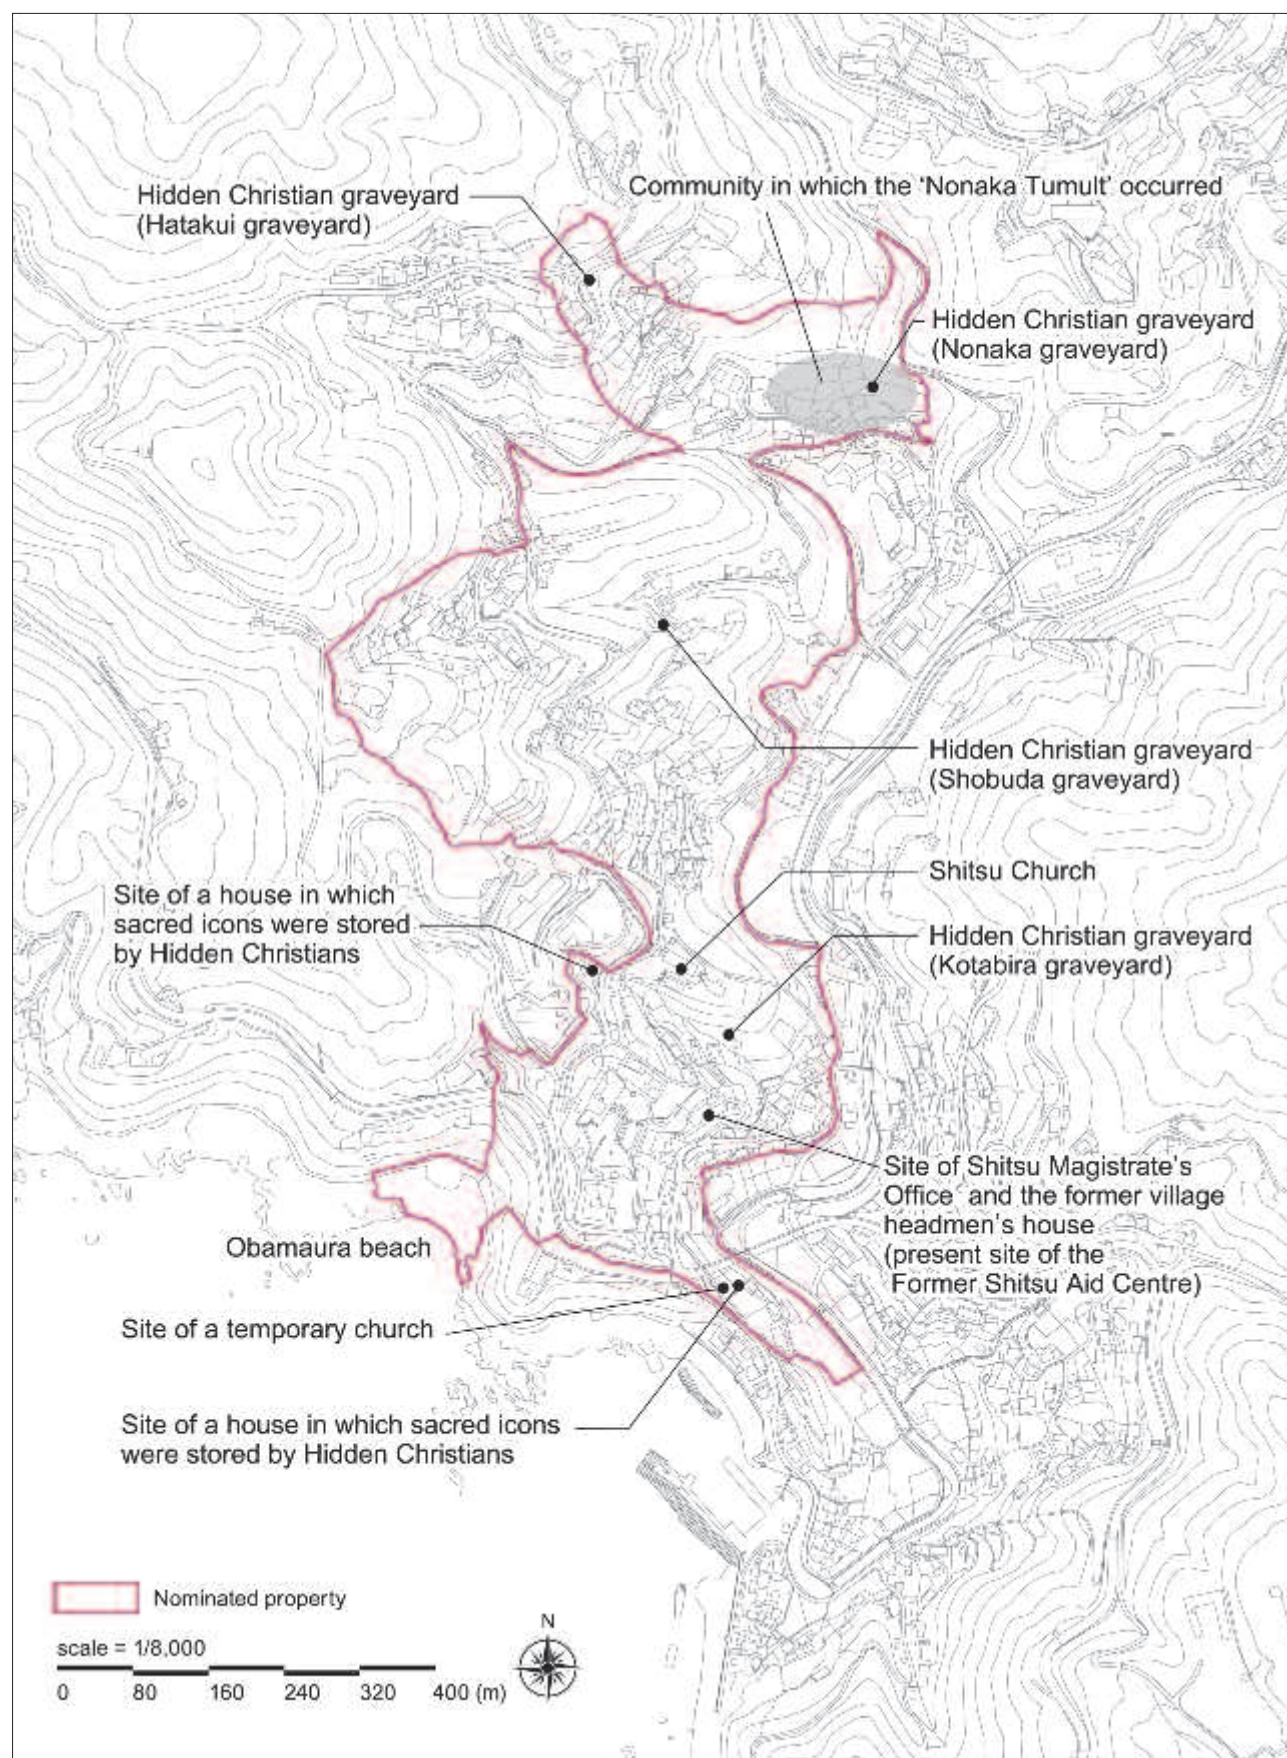 Hidden Christian graveyard
(Hatakui graveyard)
Community in which the ‘Nonaka Tumult’ occurred
Hidden Christian graveyard
(Nonaka graveyard)
Hidden Christian graveyard
(Shobuda graveyard)
Shitsu Church
Site of a house in which
sacred icons were stored
by Hidden Christians
Hidden Christian graveyard
(Kotabira graveyard)
Site of Shitsu Magistrate’s
Office and the former village
headmen’s house
(present site of the
Former Shitsu Aid Centre)
Obamaura beach
Site of a temporary church
Site of a house in which sacred icons
were stored by Hidden Christians
Nominated property
N
scale = 1/8,000
0 80 160 240 320 400 (m)